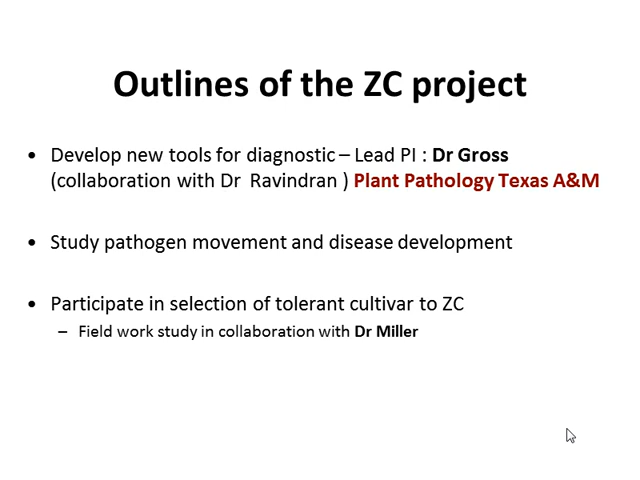 Outlines of the ZC project
• Develop new tools for diagnostic – Lead PI : Dr Gross
(collaboration with Dr Ravindran ) Plant Pathology Texas A&M
• Study pathogen movement and disease development
• Participate in selection of tolerant cultivar to ZC
– Field work study in collaboration with Dr Miller